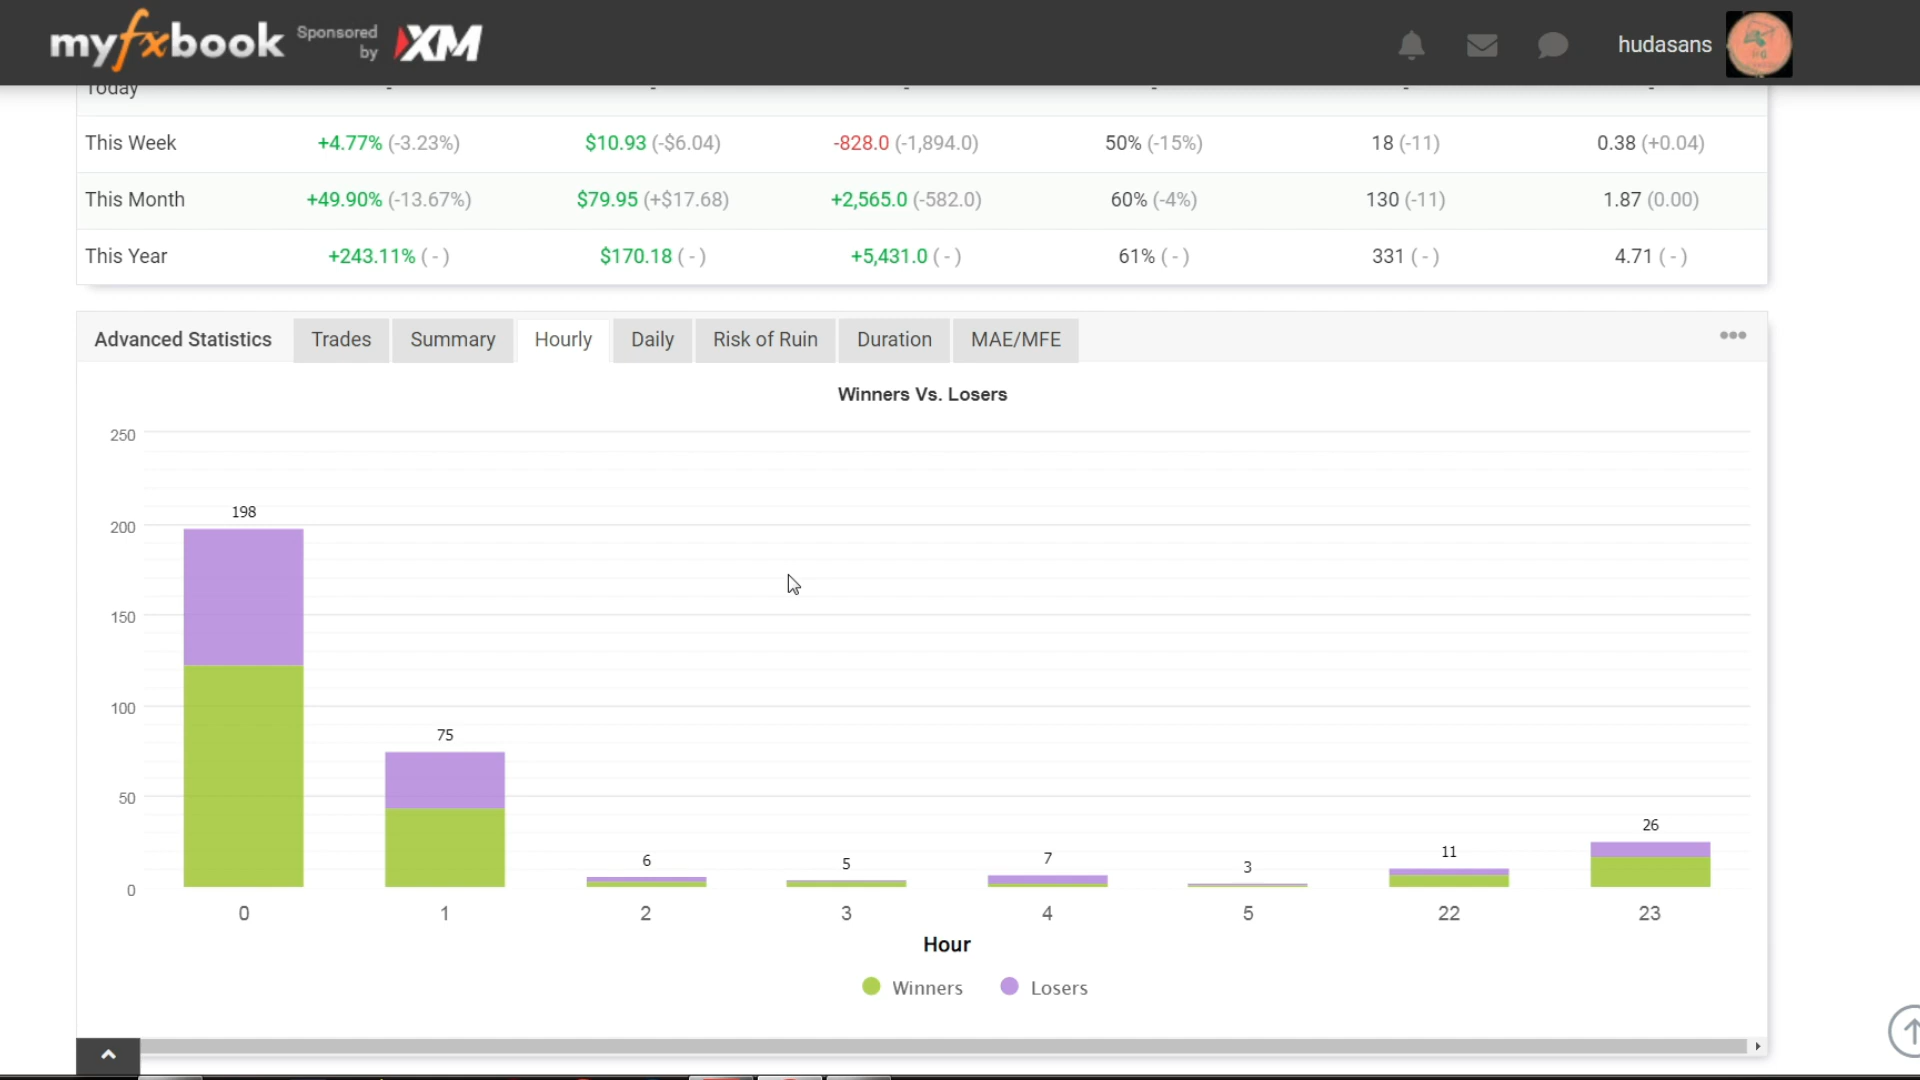 myfxbook Sponsored by XM hudasans
Today - - - - - -
This Week +4.77% (-3.23%) $10.93 (-$6.04) -828.0 (-1,894.0) 50% (-15%) 18 (-11) 0.38 (+0.04)
This Month +49.90% (-13.67%) $79.95 (+$17.68) +2,565.0 (-582.0) 60% (-4%) 130 (-11) 1.87 (0.00)
This Year +243.11% ( - ) $170.18 ( - ) +5,431.0 ( - ) 61% ( - ) 331 ( - ) 4.71 ( - )
Advanced Statistics Trades Summary Hourly Daily Risk of Ruin Duration MAE/MFE
Winners Vs. Losers
250
198
200
150
100
75
50
6 5 7 3 11 26
0
0 1 2 3 4 5 22 23
Hour
Winners Losers